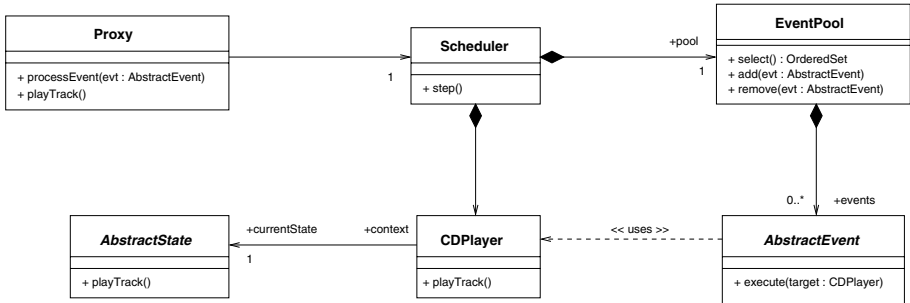 Proxy
+ processEvent(evt : AbstractEvent)
+ playTrack()
1
Scheduler
+ step()
+pool
1
EventPool
+ select() : OrderedSet
+ add(evt : AbstractEvent)
+ remove(evt : AbstractEvent)
0..* +events
AbstractState
+ playTrack()
+currentState +context
1
CDPlayer
+ playTrack()
<< uses >>
AbstractEvent
+ execute(target : CDPlayer)